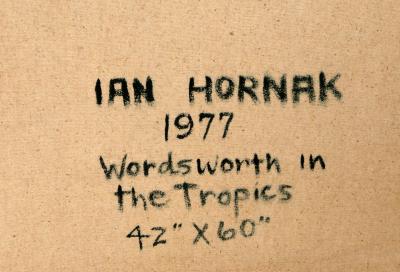 IAN HORNAK
1977
Wordsworth in
the Tropics
42" X 60"